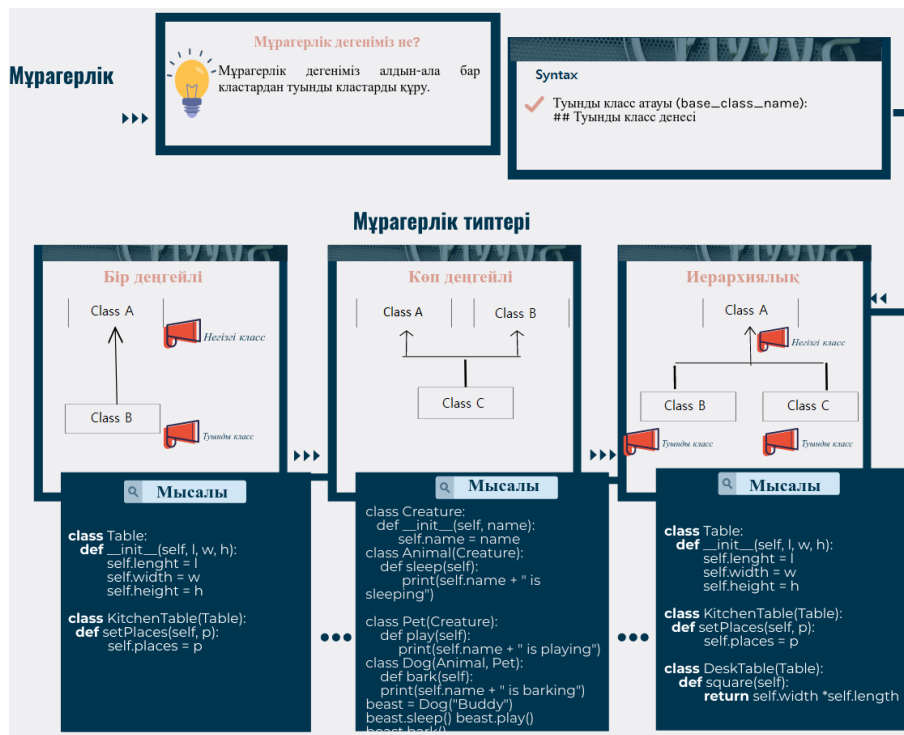 Мұрагерлік
Мұрагерлік дегеніміз не?
Мұрагерлік дегеніміз алдын-ала бар
кластардан туынды кластарды құру.
Syntax
Туынды класс атауы (base_class_name):
## Туынды класс денесі
Мұрагерлік типтері
Бір деңгейлі
Class A
Негізгі класс
Class B
Туынды класс
Мысалы
class Table:
def __init__(self, l, w, h):
self.lenght = l
self.width = w
self.height = h
class KitchenTable(Table):
def setPlaces(self, p):
self.places = p
Көп деңгейлі
Class A
Class B
Class C
Мысалы
class Creature:
def __init__(self, name):
self.name = name
class Animal(Creature):
def sleep(self):
print(self.name + " is
sleeping")
class Pet(Creature):
def play(self):
print(self.name + " is playing")
class Dog(Animal, Pet):
def bark(self):
print(self.name + " is barking")
beast = Dog("Buddy")
beast.sleep() beast.play()
beast.bark()
Иерархиялық
Class A
Негізгі класс
Class B
Class C
Туынды класс
Туынды класс
Мысалы
class Table:
def __init__(self, l, w, h):
self.lenght = l
self.width = w
self.height = h
class KitchenTable(Table):
def setPlaces(self, p):
self.places = p
class DeskTable(Table):
def square(self):
return self.width *self.length